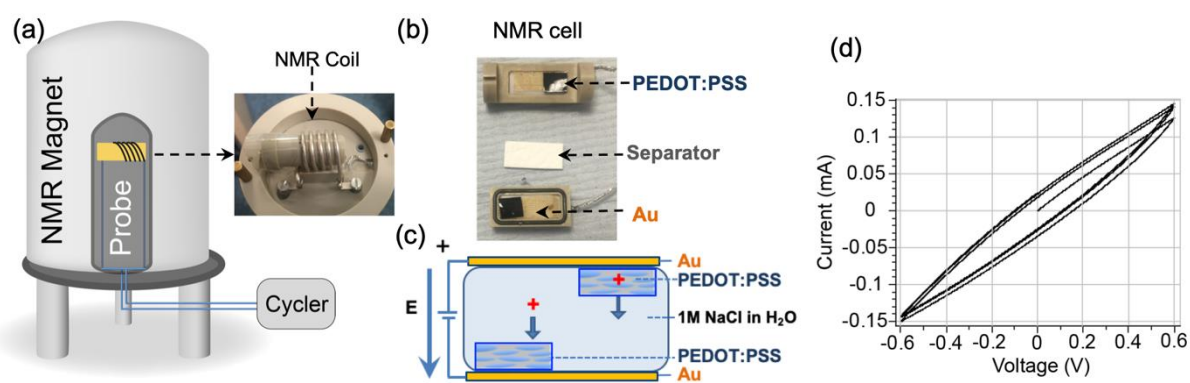 (a)
NMR Magnet
Probe
NMR Coil
Cycler
(b)
NMR cell
PEDOT:PSS
Separator
Au
(c)
+
E
Au
PEDOT:PSS
+
+
1M NaCl in H₂O
PEDOT:PSS
Au
(d)
Current (mA)
0.15
0.1
0.05
0
-0.05
-0.1
-0.15
-0.6
-0.4
-0.2
0
0.2
0.4
0.6
Voltage (V)